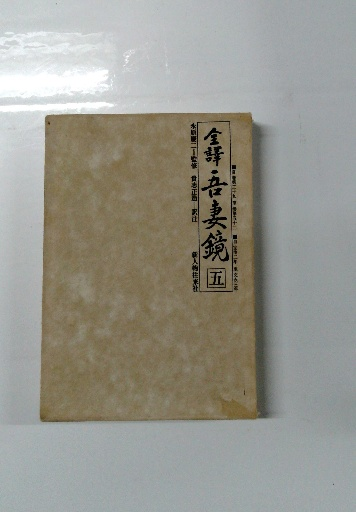 全譯吾妻鏡
五
永原慶二＝監修 貴志正造＝訳注
新人物往来社